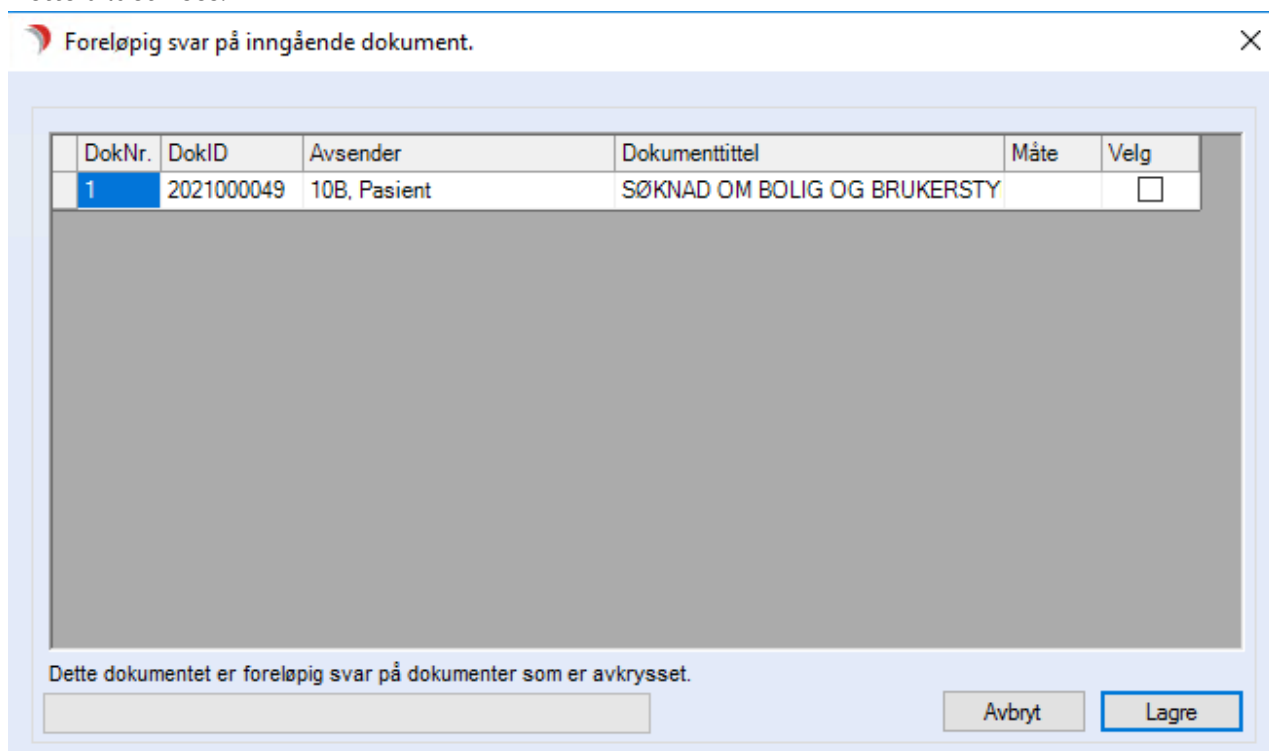 Foreløpig svar på inngående dokument.
DokNr. DokID Avsender Dokumenttittel Måte Velg
1 2021000049 10B, Pasient SØKNAD OM BOLIG OG BRUKERSTY
Dette dokumentet er foreløpig svar på dokumenter som er avkrysset.
Avbryt Lagre